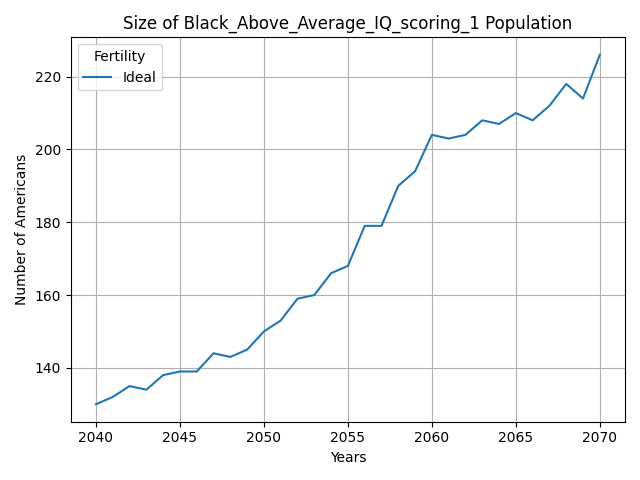 Size of Black_Above_Average_IQ_scoring_1 Population
Fertility
Ideal
Number of Americans
220
200
180
160
140
2040 2045 2050 2055 2060 2065 2070
Years